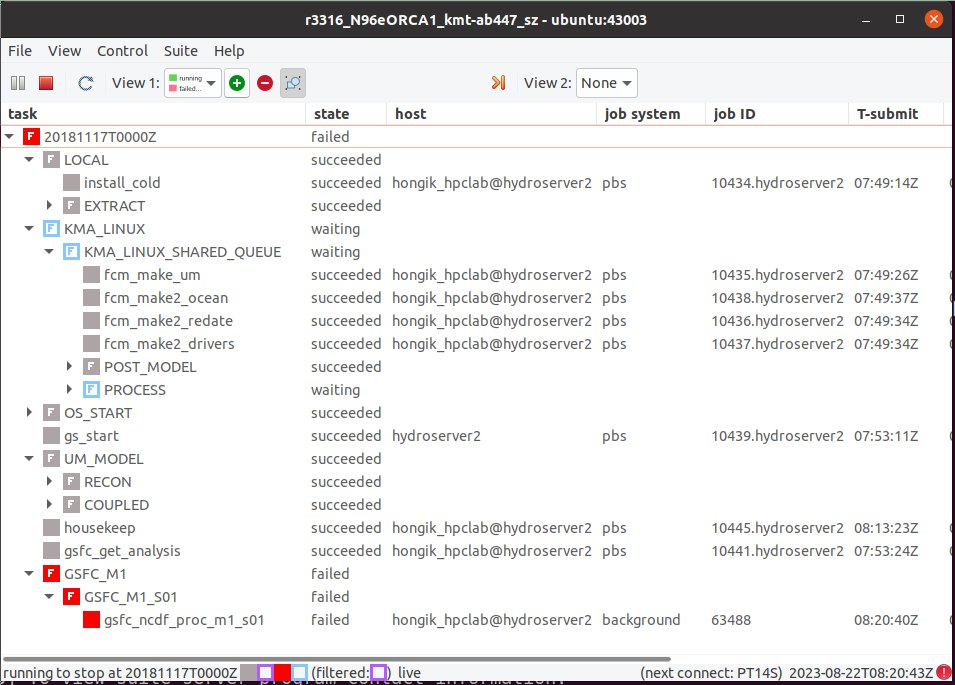 r3316_N96eORCA1_kmt-ab447_sz - ubuntu:43003
File View Control Suite Help
View 1: running failed... View 2: None
task state host job system job ID T-submit
F 20181117T0000Z failed
F LOCAL succeeded
install_cold succeeded hongik_hpclab@hydroserver2 pbs 10434.hydroserver2 07:49:14Z
F EXTRACT succeeded
F KMA_LINUX waiting
F KMA_LINUX_SHARED_QUEUE waiting
fcm_make_um succeeded hongik_hpclab@hydroserver2 pbs 10435.hydroserver2 07:49:26Z
fcm_make2_ocean succeeded hongik_hpclab@hydroserver2 pbs 10438.hydroserver2 07:49:37Z
fcm_make2_redate succeeded hongik_hpclab@hydroserver2 pbs 10436.hydroserver2 07:49:34Z
fcm_make2_drivers succeeded hongik_hpclab@hydroserver2 pbs 10437.hydroserver2 07:49:34Z
F POST_MODEL succeeded
F PROCESS waiting
F OS_START succeeded
gs_start succeeded hydroserver2 pbs 10439.hydroserver2 07:53:11Z
F UM_MODEL succeeded
F RECON succeeded
F COUPLED succeeded
housekeep succeeded hongik_hpclab@hydroserver2 pbs 10445.hydroserver2 08:13:23Z
gsfc_get_analysis succeeded hongik_hpclab@hydroserver2 pbs 10441.hydroserver2 07:53:24Z
F GSFC_M1 failed
F GSFC_M1_S01 failed
gsfc_ncdf_proc_m1_s01 failed hongik_hpclab@hydroserver2 background 63488 08:20:40Z
running to stop at 20181117T0000Z (filtered: ) live (next connect: PT14S) 2023-08-22T08:20:43Z